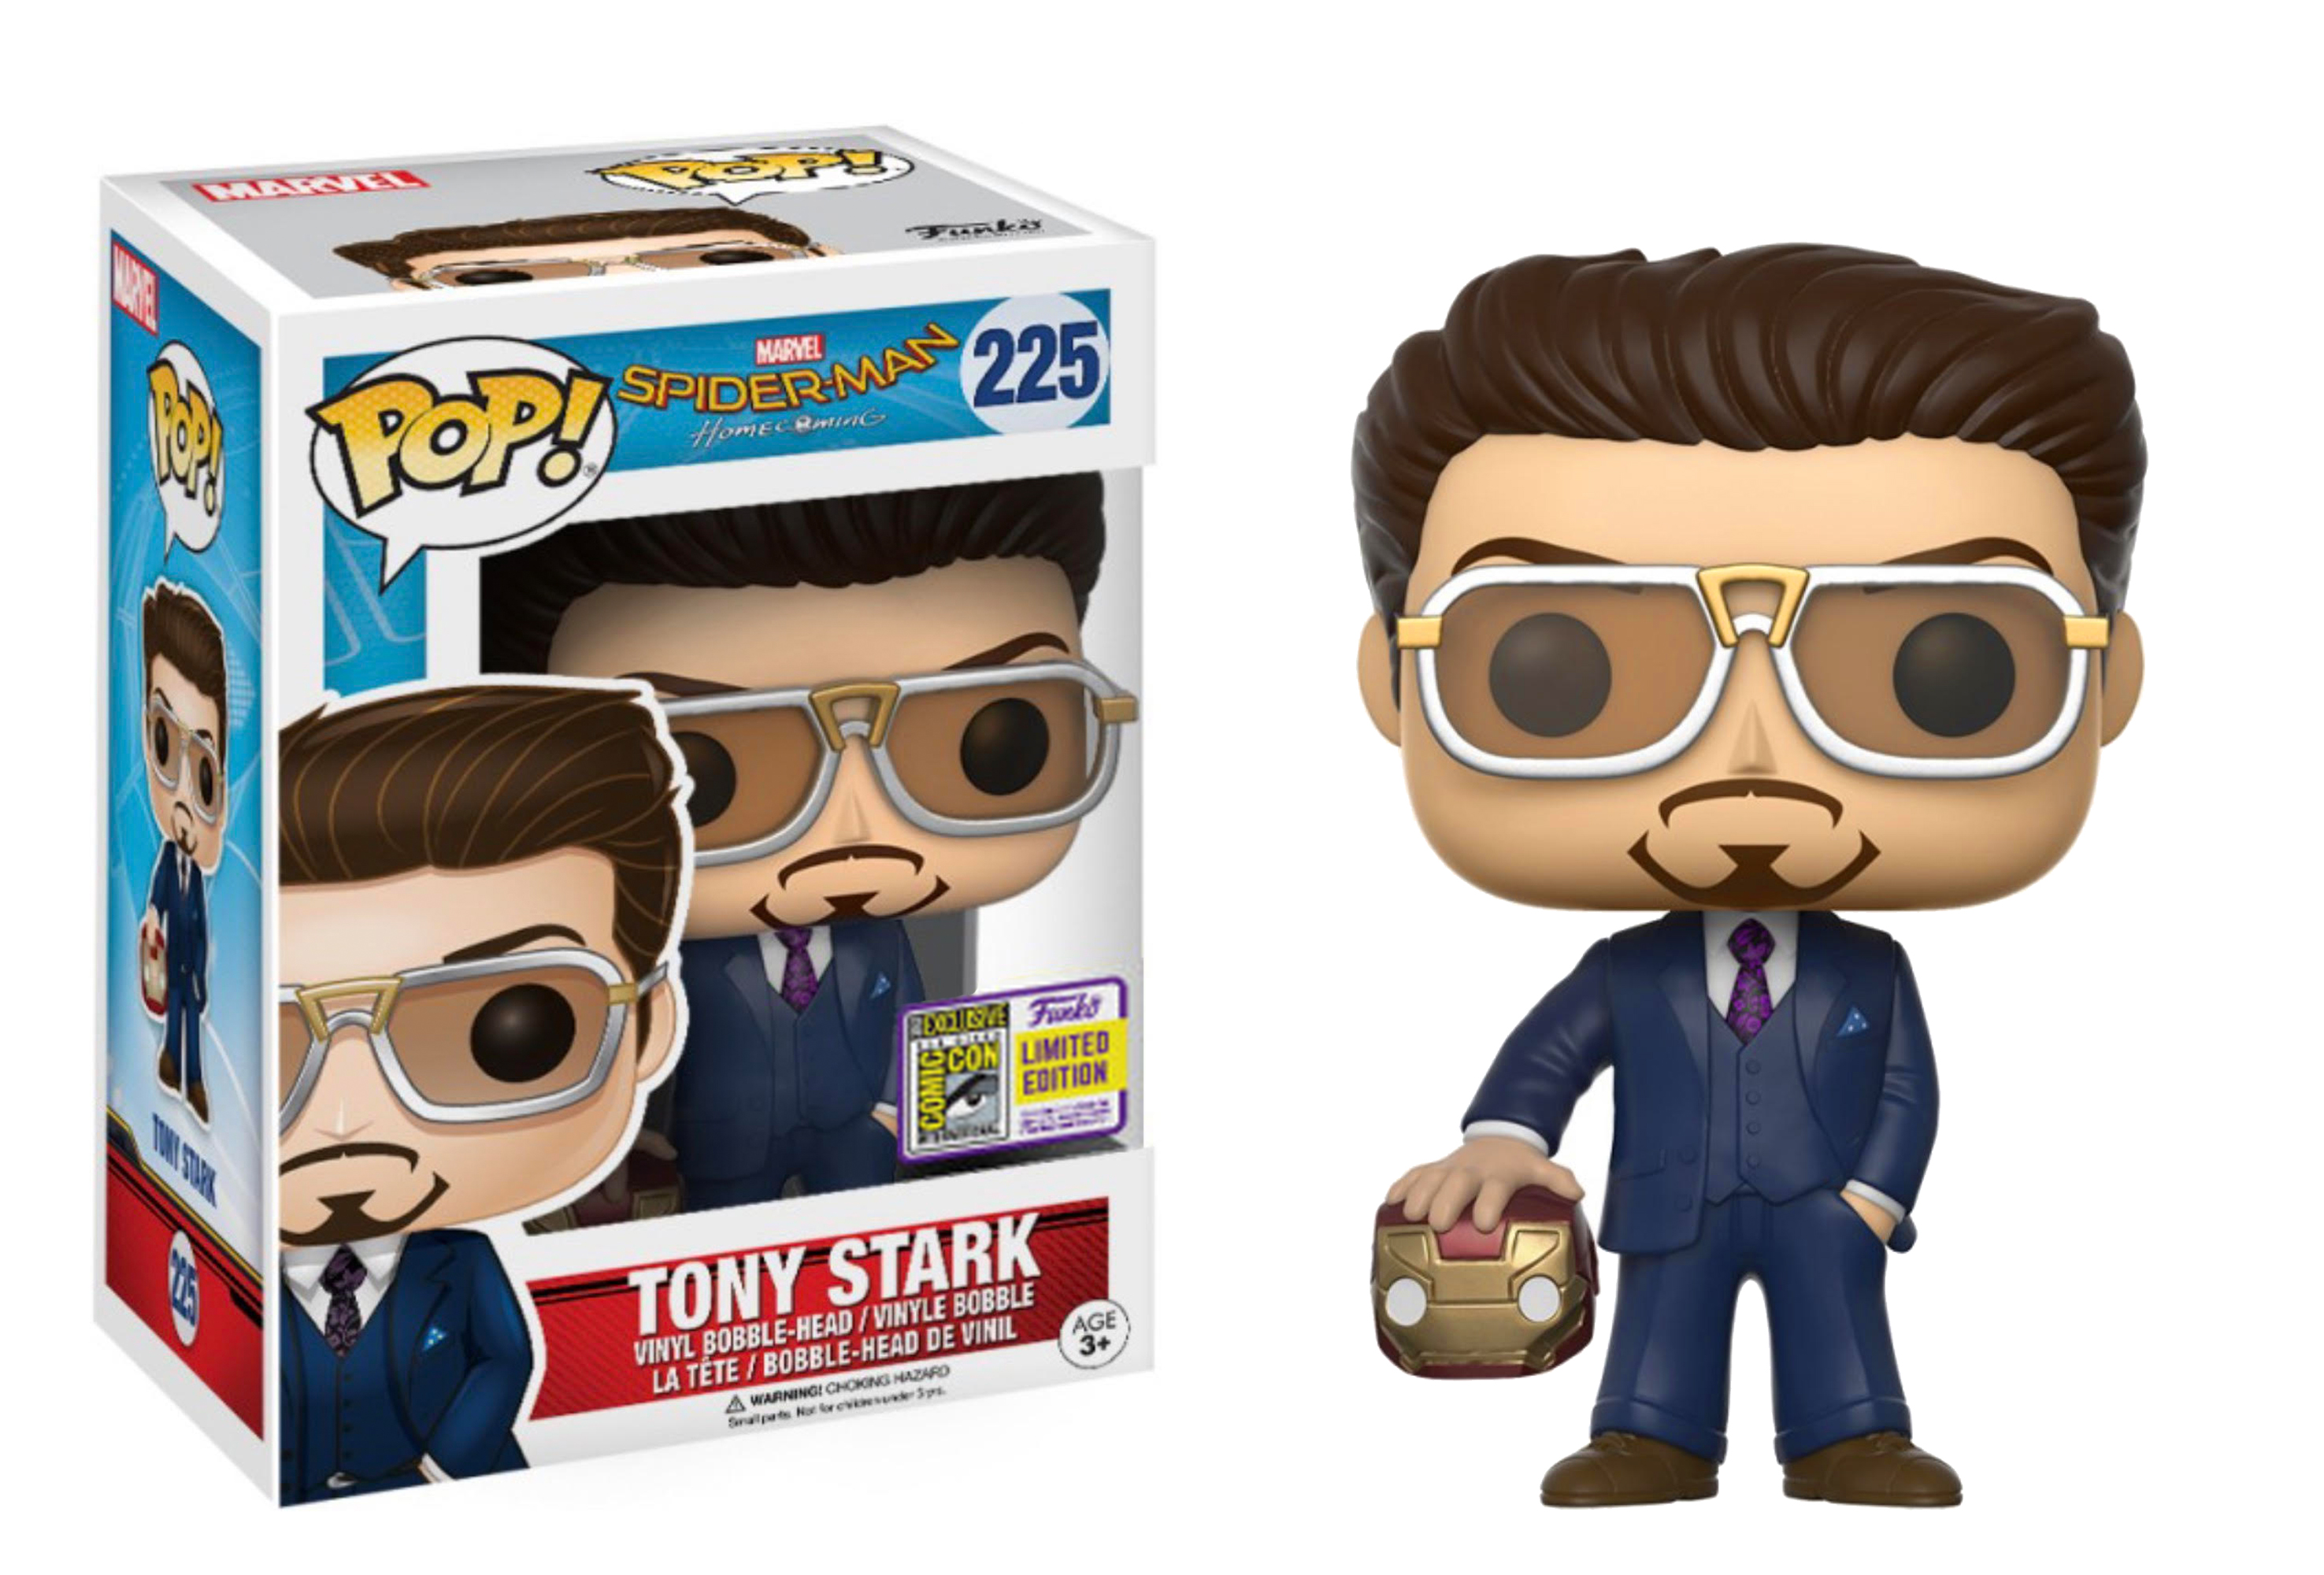 MARVEL
POP!
Funko
MARVEL
POP!
TONY STARK
225
POP!
MARVEL
SPIDER-MAN
HOMECOMING
225
EXCLUSIVE
COMIC CON
INTERNATIONAL
Funko
LIMITED
EDITION
TONY STARK
VINYL BOBBLE-HEAD / VINYLE BOBBLE
LA TÊTE / BOBBLE-HEAD DE VINIL
AGE
3+
⚠ WARNING! CHOKING HAZARD
Small parts. Not for children under 3 yrs.